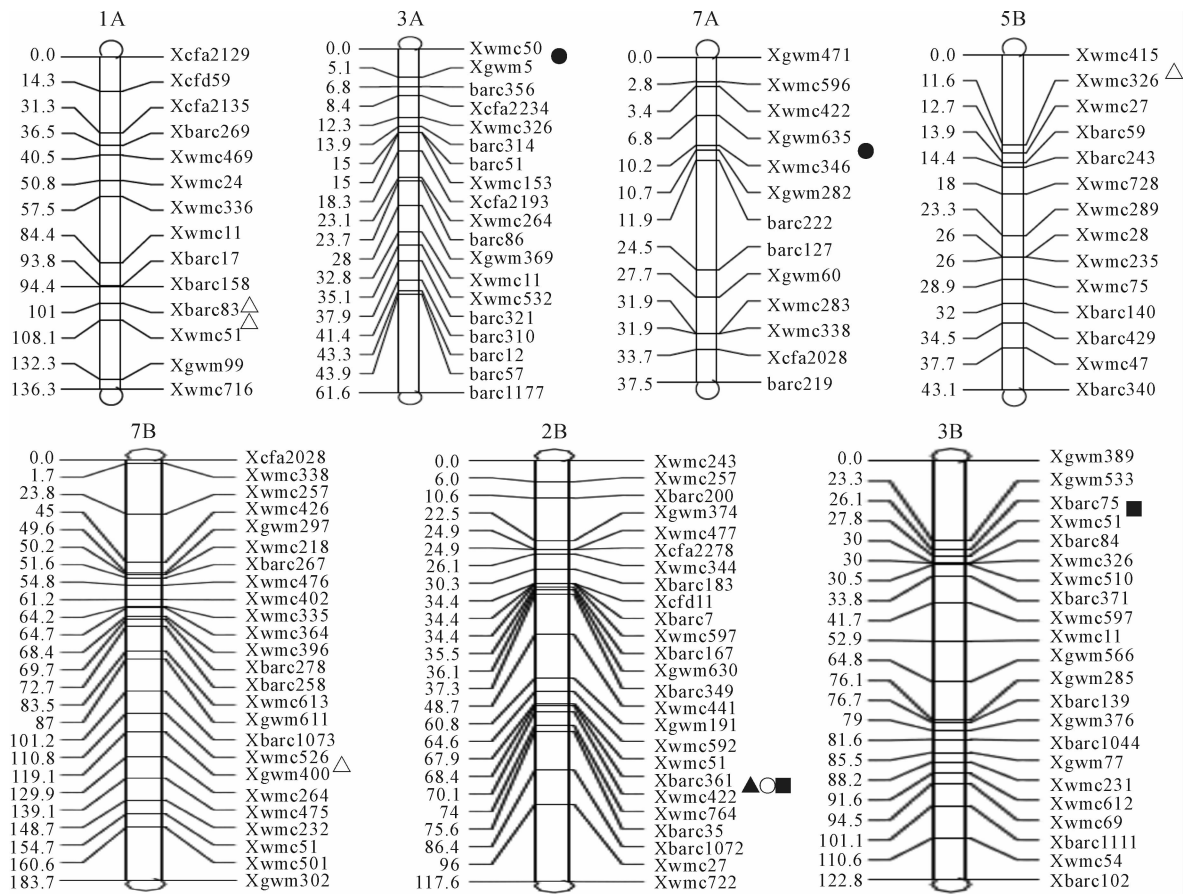 1A
0.0 Xcfa2129
14.3 Xcfd59
31.3 Xcfa2135
36.5 Xbarc269
40.5 Xwmc469
50.8 Xwmc24
57.5 Xwmc336
84.4 Xwmc11
93.8 Xbarc17
94.4 Xbarc158
101 Xbarc83△
108.1 Xwmc51△
132.3 Xgwm99
136.3 Xwmc716
3A
0.0 Xwmc50
●
5.1 Xgwm5
6.8 barc356
8.4 Xcfa2234
12.3 Xwmc326
13.9 barc314
15 barc51
15 Xwmc153
18.3 Xcfa2193
23.1 Xwmc264
23.7 barc86
28 Xgwm369
32.8 Xwmc11
35.1 Xwmc532
37.9 barc321
41.4 barc310
43.3 barc12
43.9 barc57
61.6 barc1177
7A
0.0 Xgwm471
2.8 Xwmc596
3.4 Xwmc422
6.8 Xgwm635
●
10.2 Xwmc346
10.7 Xgwm282
11.9 barc222
24.5 barc127
27.7 Xgwm60
31.9 Xwmc283
31.9 Xwmc338
33.7 Xcfa2028
37.5 barc219
5B
0.0 Xwmc415
11.6 Xwmc326△
12.7 Xwmc27
13.9 Xbarc59
14.4 Xbarc243
18 Xwmc728
23.3 Xwmc289
26 Xwmc28
26 Xwmc235
28.9 Xwmc75
32 Xbarc140
34.5 Xbarc429
37.7 Xwmc47
43.1 Xbarc340
7B
0.0 Xcfa2028
1.7 Xwmc338
23.8 Xwmc257
45 Xwmc426
49.6 Xgwm297
50.2 Xwmc218
51.6 Xbarc267
54.8 Xwmc476
61.2 Xwmc402
64.2 Xwmc335
64.7 Xwmc364
68.4 Xwmc396
69.7 Xbarc278
72.7 Xbarc258
83.5 Xwmc613
87 Xgwm611
101.2 Xbarc1073
110.8 Xwmc526
119.1 Xgwm400△
129.9 Xwmc264
139.1 Xwmc475
148.7 Xwmc232
154.7 Xwmc51
160.6 Xwmc501
183.7 Xgwm302
2B
0.0 Xwmc243
6.0 Xwmc257
10.6 Xbarc200
22.5 Xgwm374
24.9 Xwmc477
24.9 Xcfa2278
26.1 Xwmc344
30.3 Xbarc183
34.4 Xcfd11
34.4 Xbarc7
34.4 Xwmc597
35.5 Xbarc167
36.1 Xgwm630
37.3 Xbarc349
48.7 Xwmc441
60.8 Xgwm191
64.6 Xwmc592
67.9 Xwmc51
68.4 Xbarc361
▲○■
70.1 Xwmc422
74 Xwmc764
75.6 Xbarc35
86.4 Xbarc1072
96 Xwmc27
117.6 Xwmc722
3B
0.0 Xgwm389
23.3 Xgwm533
26.1 Xbarc75
■
27.8 Xwmc51
30 Xbarc84
30 Xwmc326
30.5 Xwmc510
33.8 Xbarc371
41.7 Xwmc597
52.9 Xwmc11
64.8 Xgwm566
76.1 Xgwm285
76.7 Xbarc139
79 Xgwm376
81.6 Xbarc1044
85.5 Xgwm77
88.2 Xwmc231
91.6 Xwmc612
94.5 Xwmc69
101.1 Xbarc1111
110.6 Xwmc54
122.8 Xbarc102